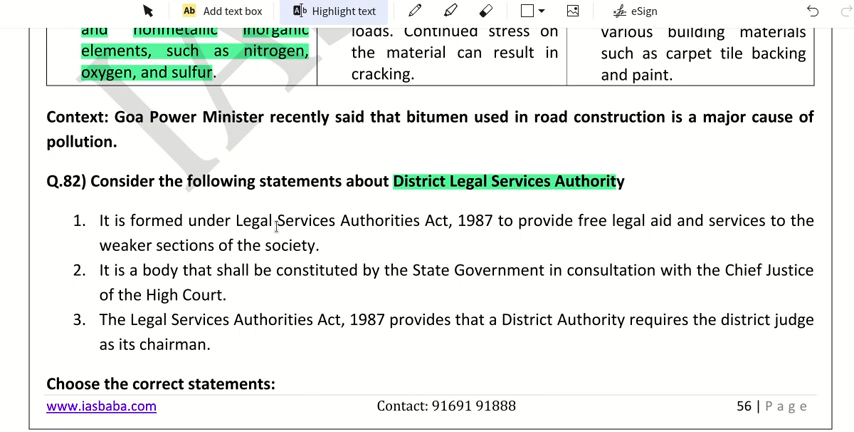 Add text box
Highlight text
eSign
and nonmetallic inorganic
elements, such as nitrogen,
oxygen, and sulfur.
loads. Continued stress on
the material can result in
cracking.
various building materials
such as carpet tile backing
and paint.
Context: Goa Power Minister recently said that bitumen used in road construction is a major cause of
pollution.
Q.82) Consider the following statements about District Legal Services Authority
1. It is formed under Legal Services Authorities Act, 1987 to provide free legal aid and services to the
weaker sections of the society.
2. It is a body that shall be constituted by the State Government in consultation with the Chief Justice
of the High Court.
3. The Legal Services Authorities Act, 1987 provides that a District Authority requires the district judge
as its chairman.
Choose the correct statements:
www.iasbaba.com Contact: 91691 91888 56 | Page